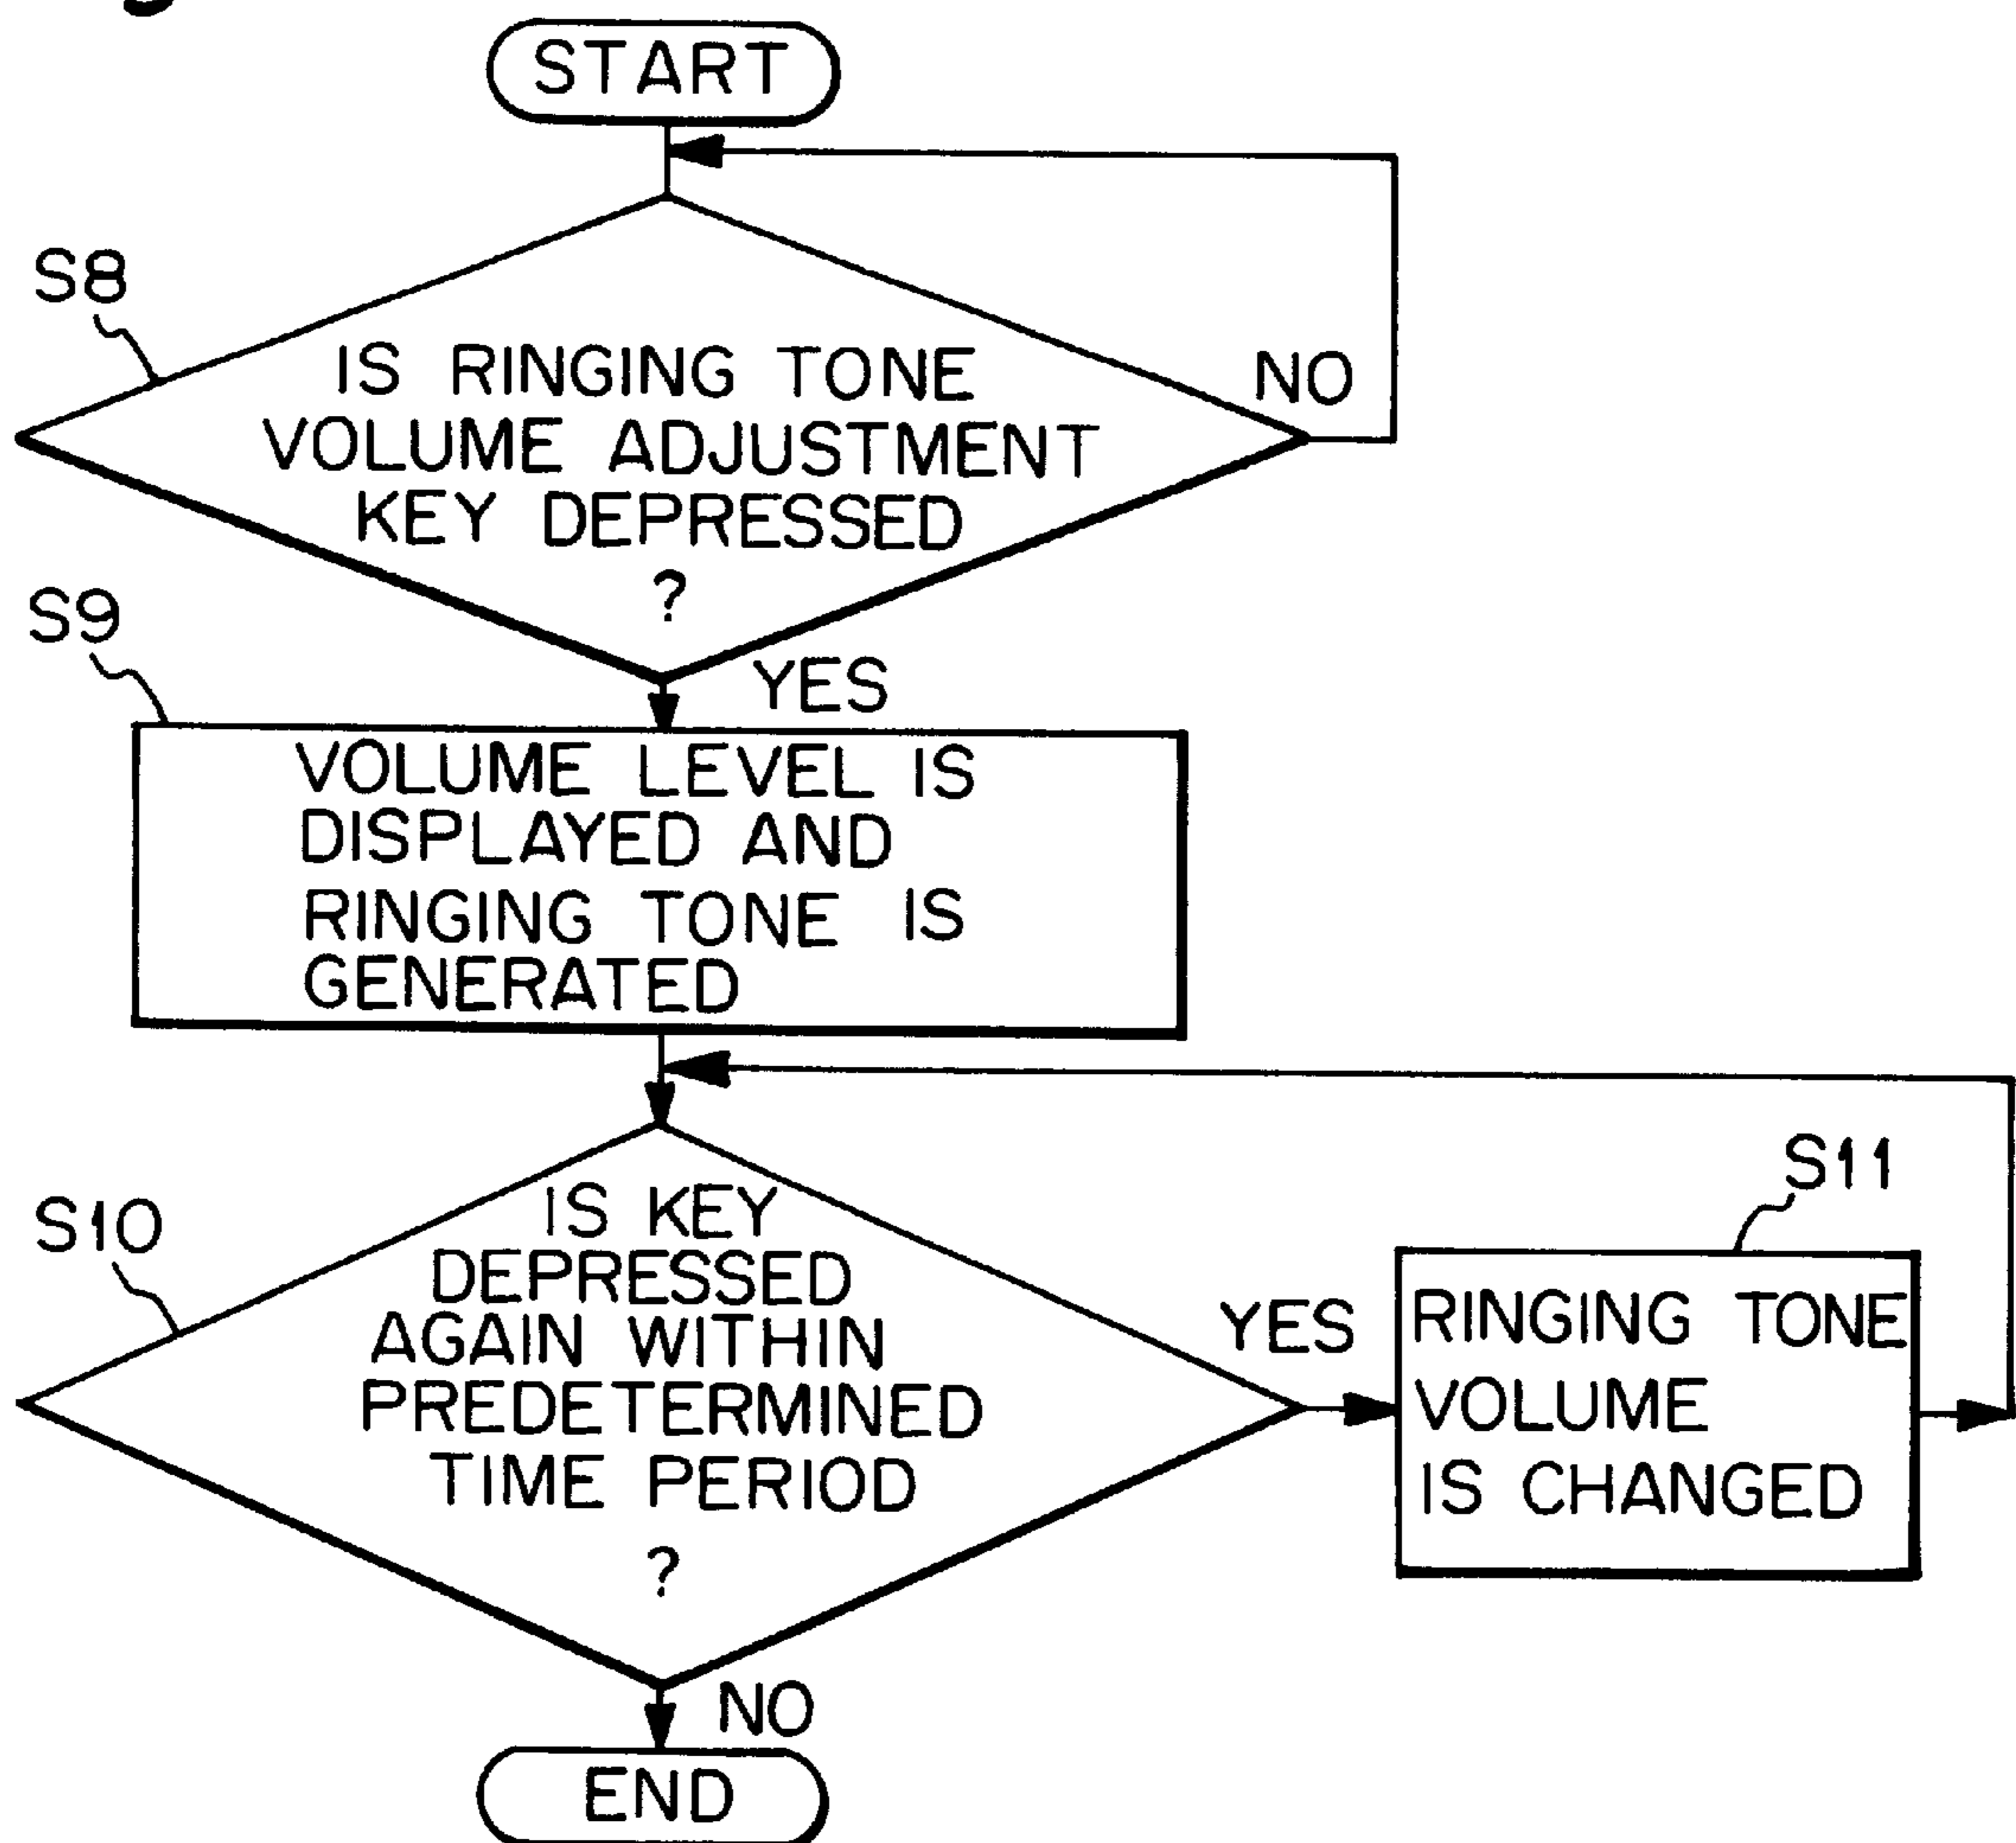 START
S8
IS RINGING TONE
VOLUME ADJUSTMENT
KEY DEPRESSED
?
NO
S9
YES
VOLUME LEVEL IS
DISPLAYED AND
RINGING TONE IS
GENERATED
S10
IS KEY
DEPRESSED
AGAIN WITHIN
PREDETERMINED
TIME PERIOD
?
YES
S11
RINGING TONE
VOLUME
IS CHANGED
NO
END